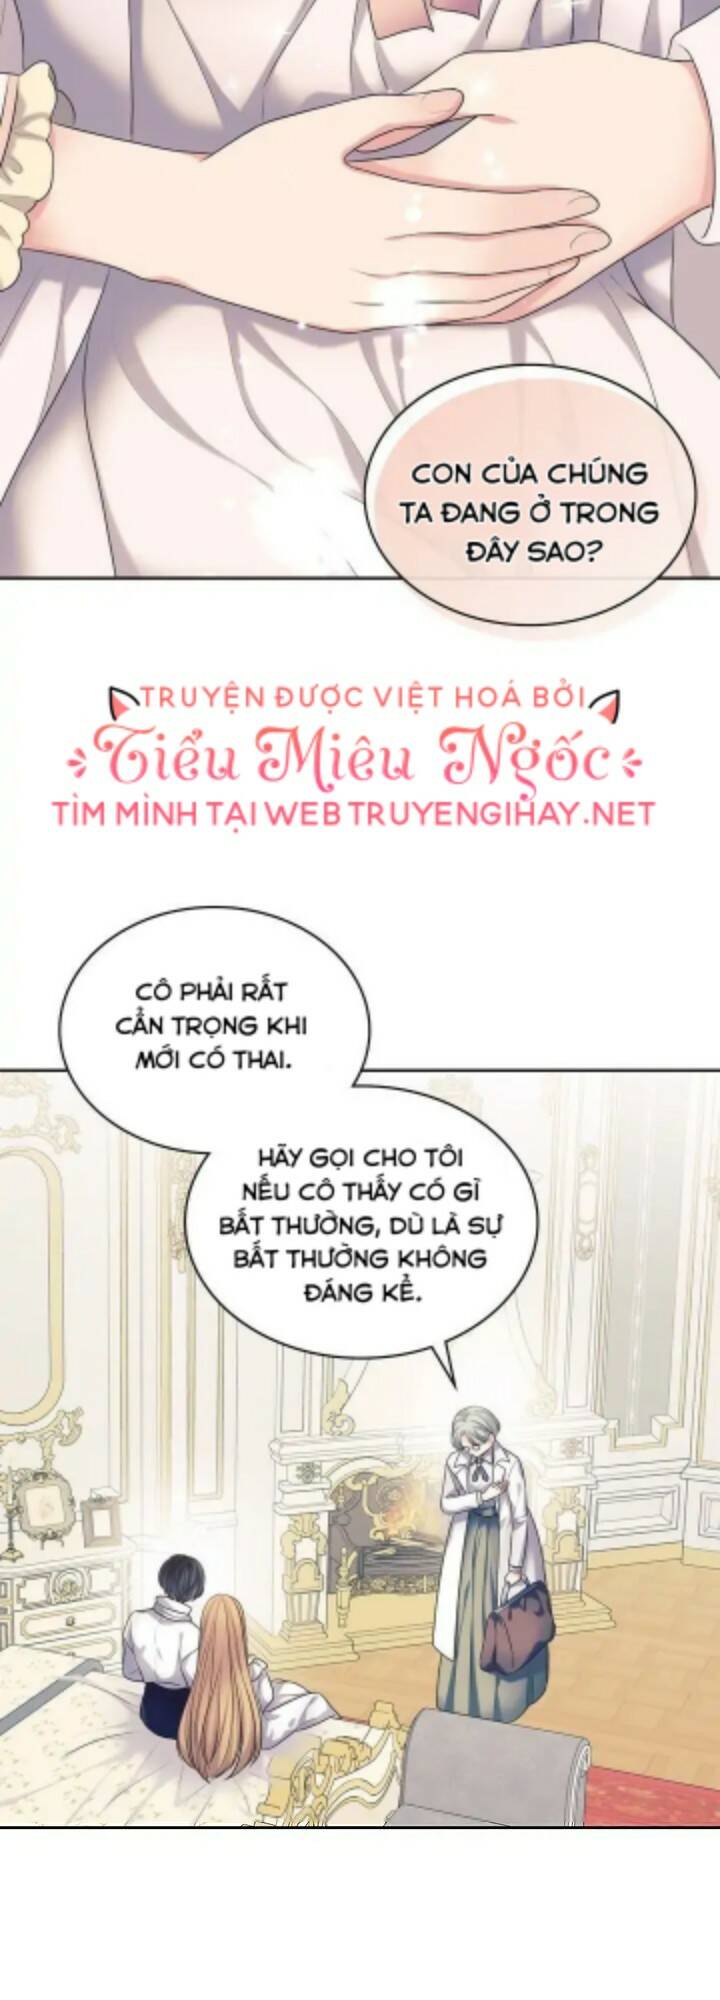 CON CỦA CHÚNG
TA ĐANG Ở TRONG
ĐÂY SAO?
TRUYỆN ĐƯỢC VIỆT HOÁ BỞI
Tiểu Miêu Ngốc
TÌM MÌNH TẠI WEB TRUYENGIHAY.NET
CÔ PHẢI RẤT
CẨN TRỌNG KHI
MỚI CÓ THAI.
HÃY GỌI CHO TÔI
NẾU CÔ THẤY CÓ GÌ
BẤT THƯỜNG, DÙ LÀ SỰ
BẤT THƯỜNG KHÔNG
ĐÁNG KỂ.